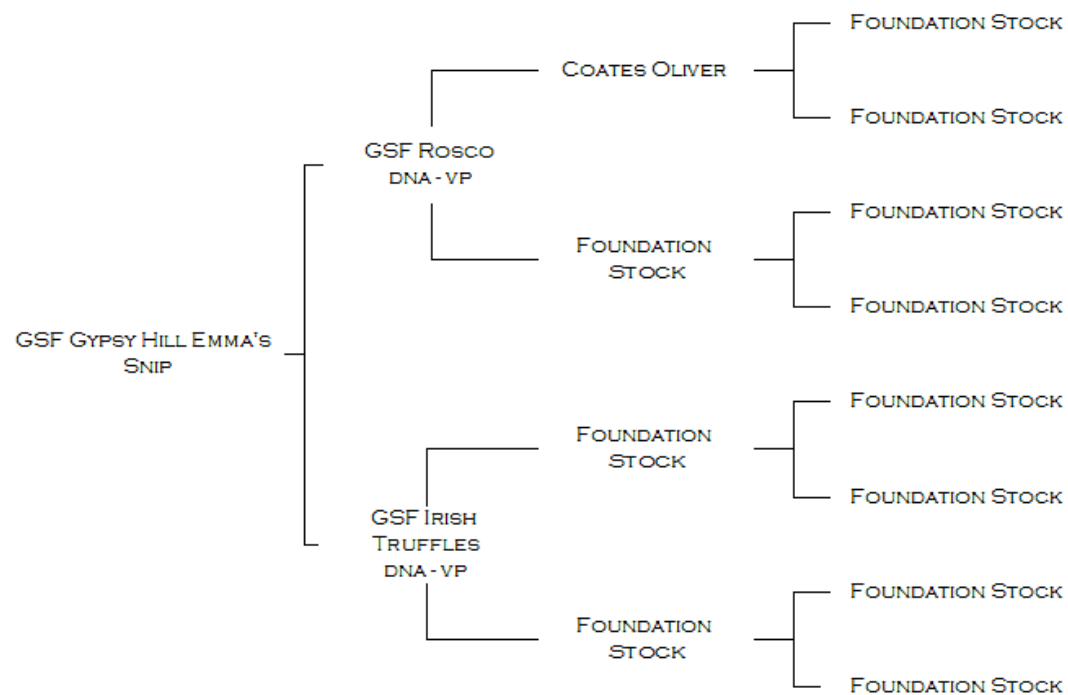 Foundation Stock
Coates Oliver
Foundation Stock
GSF Rosco
DNA - VP
Foundation Stock
Foundation
Stock
Foundation Stock
GSF Gypsy Hill Emma's
Snip
Foundation Stock
Foundation
Stock
Foundation Stock
GSF Irish
Truffles
DNA - VP
Foundation Stock
Foundation
Stock
Foundation Stock